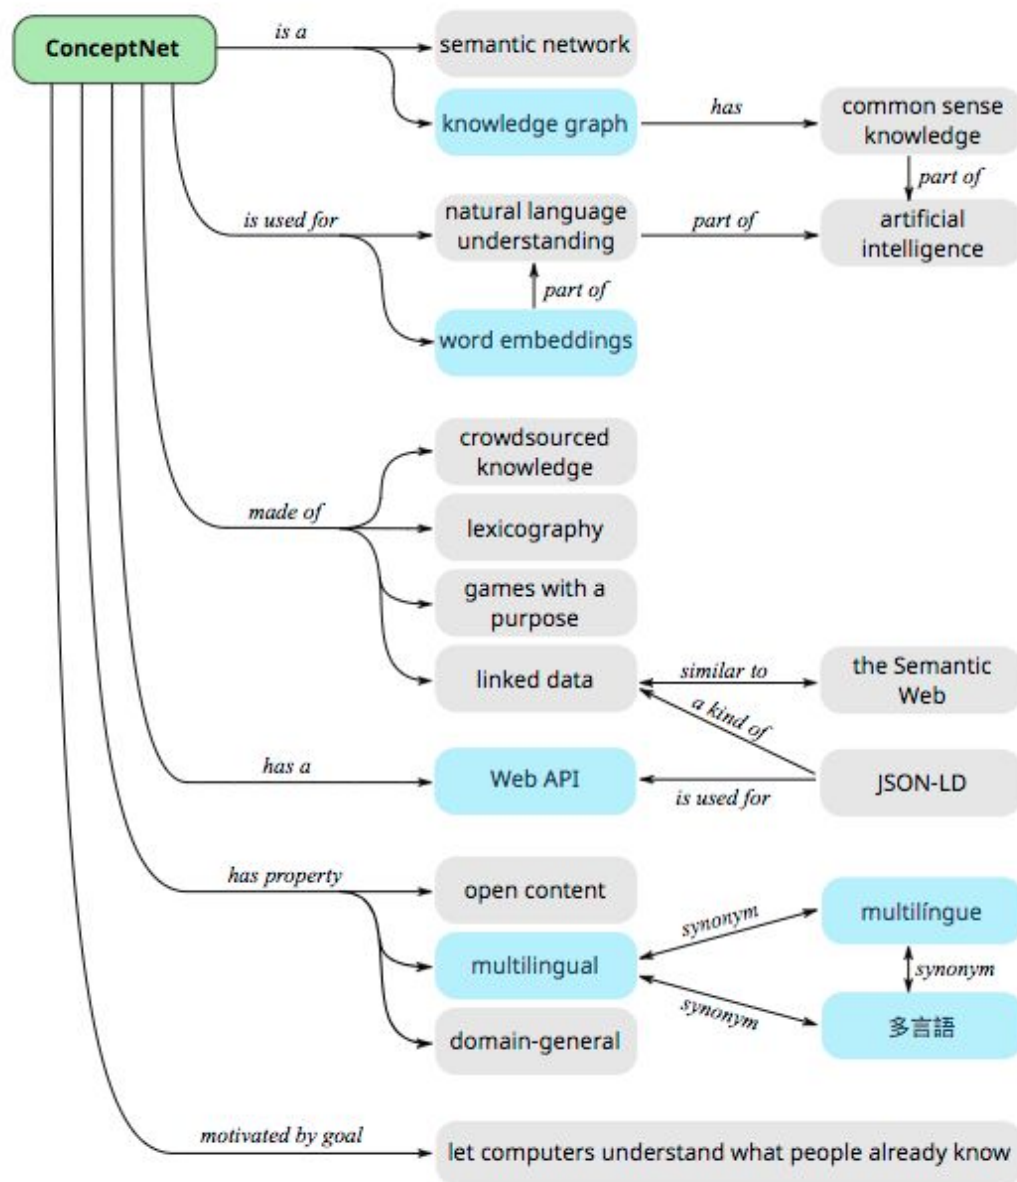 ConceptNet
is a
semantic network
knowledge graph
has
common sense
knowledge
part of
is used for
natural language
understanding
part of
artificial
intelligence
part of
word embeddings
crowdsourced
knowledge
made of
lexicography
games with a
purpose
linked data
similar to
the Semantic
Web
a kind of
has a
Web API
is used for
JSON-LD
has property
open content
synonym
multilíngue
multilingual
synonym
synonym
多言語
domain-general
motivated by goal
let computers understand what people already know